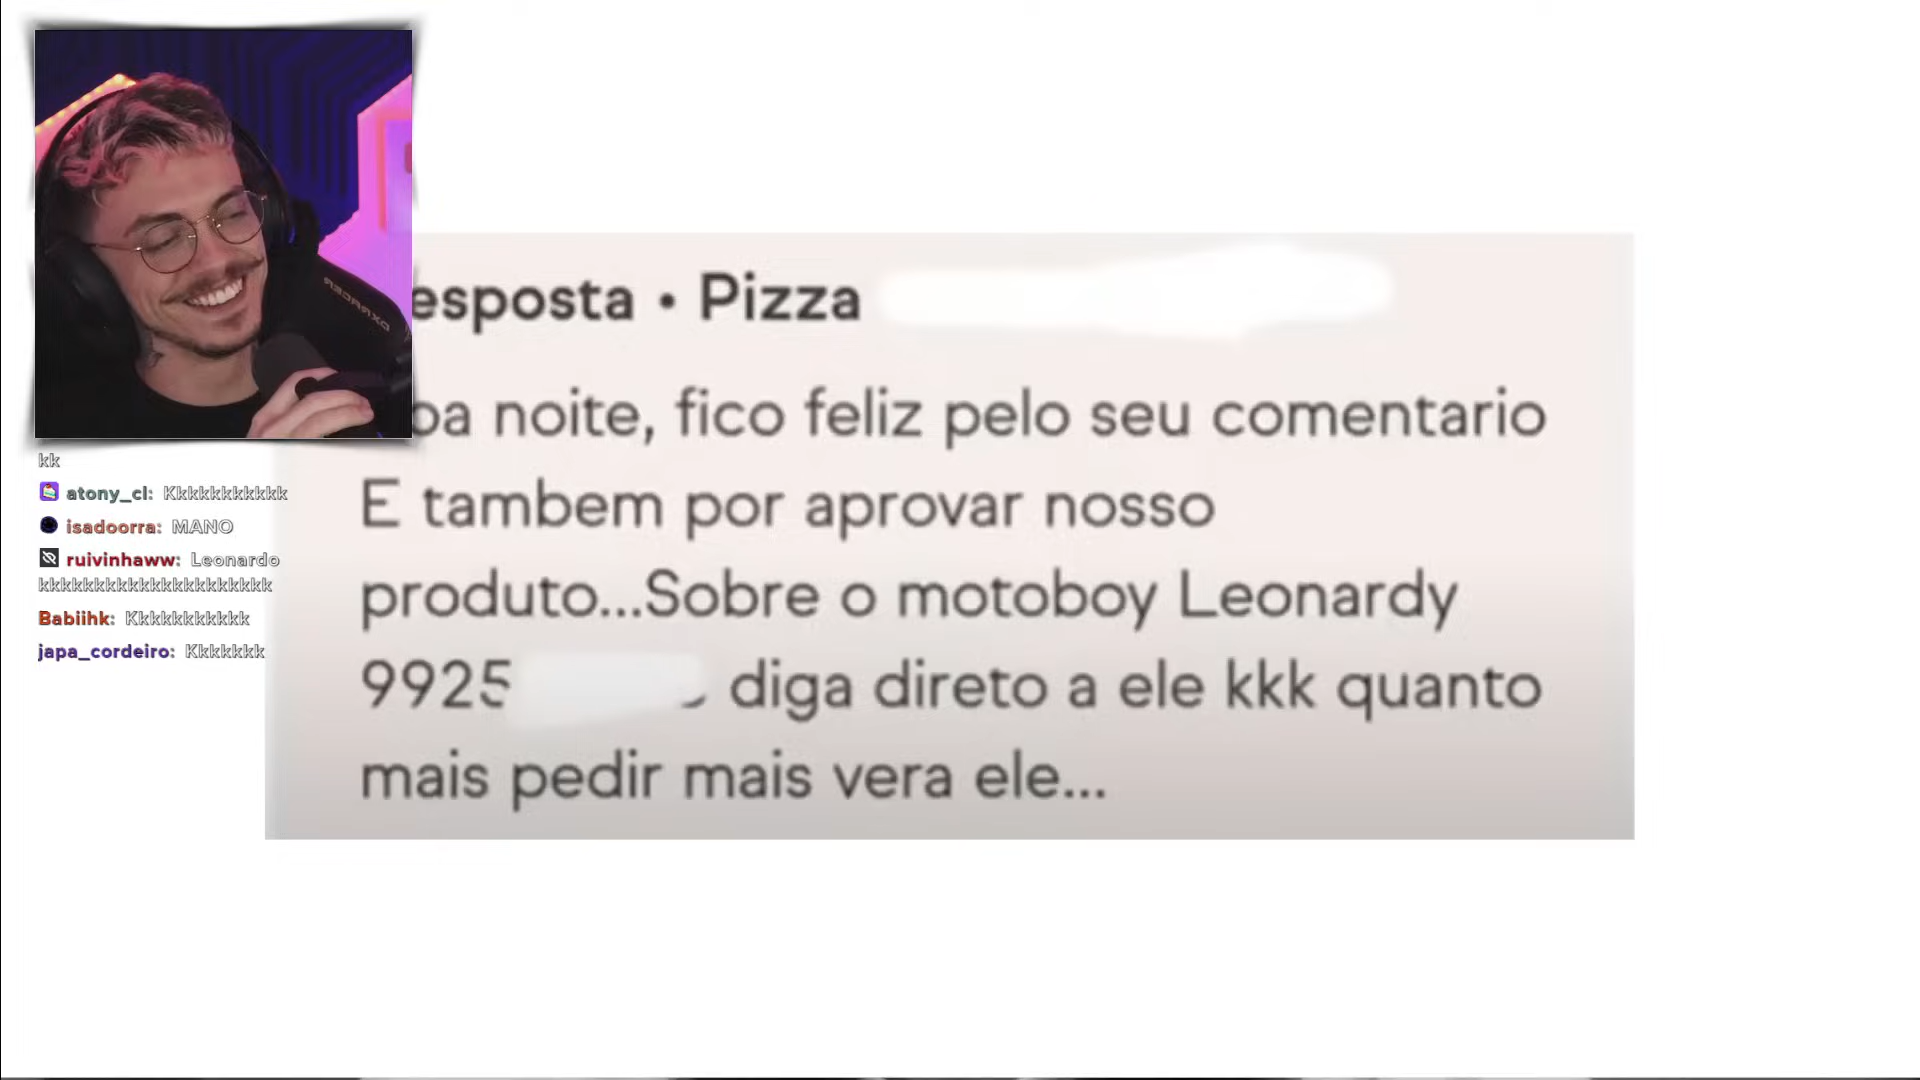 esposta • Pizza
oa noite, fico feliz pelo seu comentario
E tambem por aprovar nosso
produto...Sobre o motoboy Leonardy
9925 diga direto a ele kkk quanto
mais pedir mais vera ele...
kk
atony_cl: Kkkkkkkkkkk
isadoorra: MANO
ruivinhaww: Leonardo
kkkkkkkkkkkkkkkkkkkkk
Babiihk: Kkkkkkkkkkk
japa_cordeiro: Kkkkkkk
DXRACER